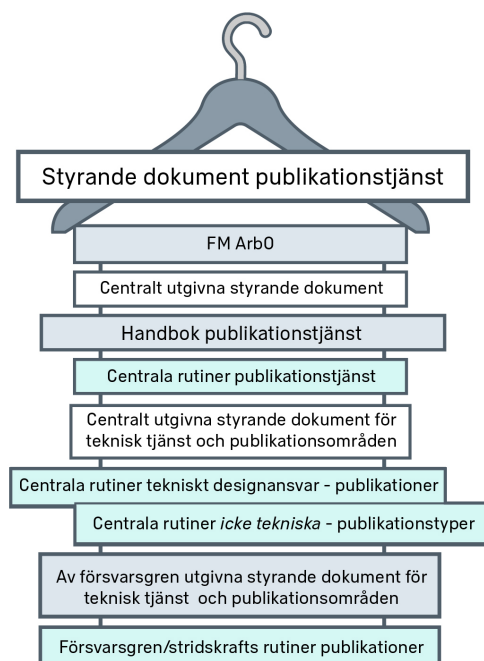 Styrande dokument publikationstjänst
FM ArbO
Centralt utgivna styrande dokument
Handbok publikationstjänst
Centrala rutiner publikationstjänst
Centralt utgivna styrande dokument för
teknisk tjänst och publikationsområden
Centrala rutiner tekniskt designansvar - publikationer
Centrala rutiner icke tekniska - publikationstyper
Av försvarsgren utgivna styrande dokument för
teknisk tjänst och publikationsområden
Försvarsgren/stridskrafts rutiner publikationer